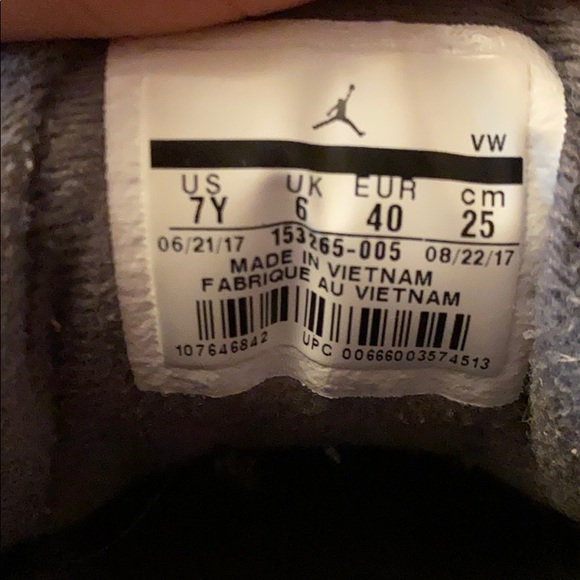 VW
US UK EUR cm
7Y 6 40 25
06/21/17 153265-005 08/22/17
MADE IN VIETNAM
FABRIQUE AU VIETNAM
107646842 UPC 00666003574513